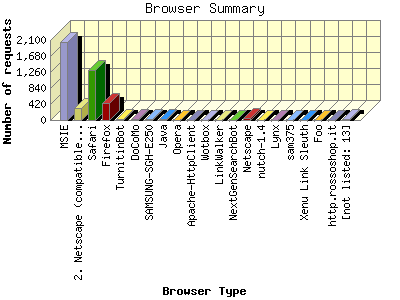 Browser Summary
Number of requests
2,100
1,680
1,260
840
420
0
MSIE
2. Netscape (compatible...
Safari
Firefox
TurnitinBot
DoCoMo
SAMSUNG-SGH-E250
Java
Opera
Apache-HttpClient
Wotbox
LinkWalker
NextGenSearchBot
Netscape
nutch-1.4
Lynx
sam375
Xenu Link Sleuth
Foo
http.rossoshop.it
[not listed: 13]
Browser Type